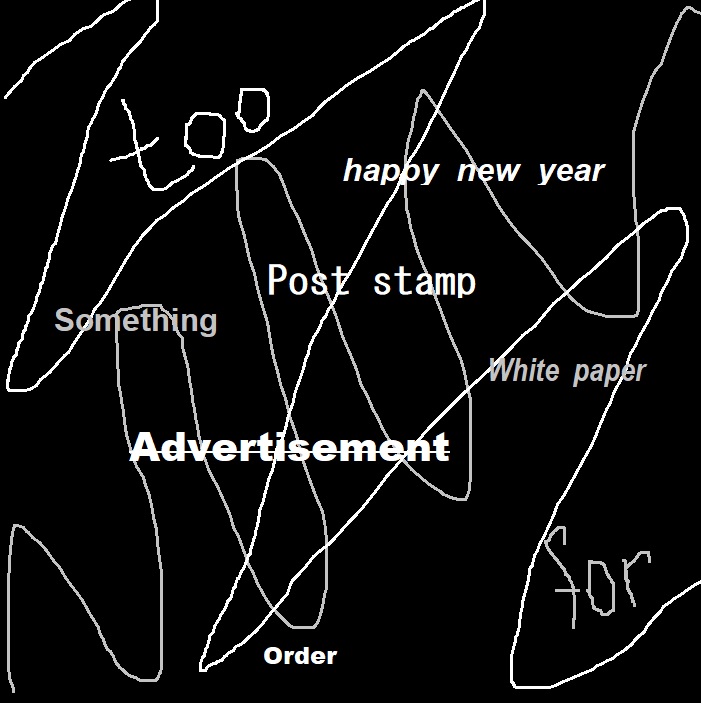 too
happy new year
Post stamp
Something
White paper
Advertisement
for
Order